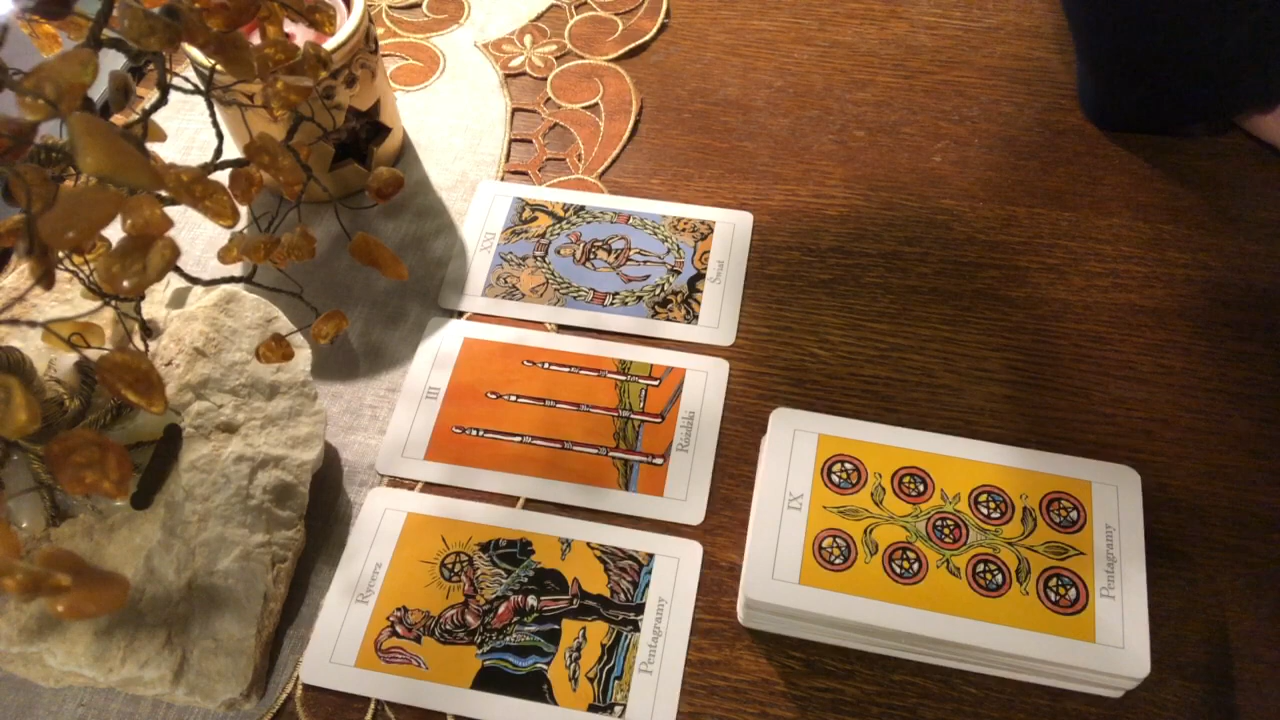 XXI
Świat
III
Różdżki
Rycerz
Pentagramy
IX
Pentagramy